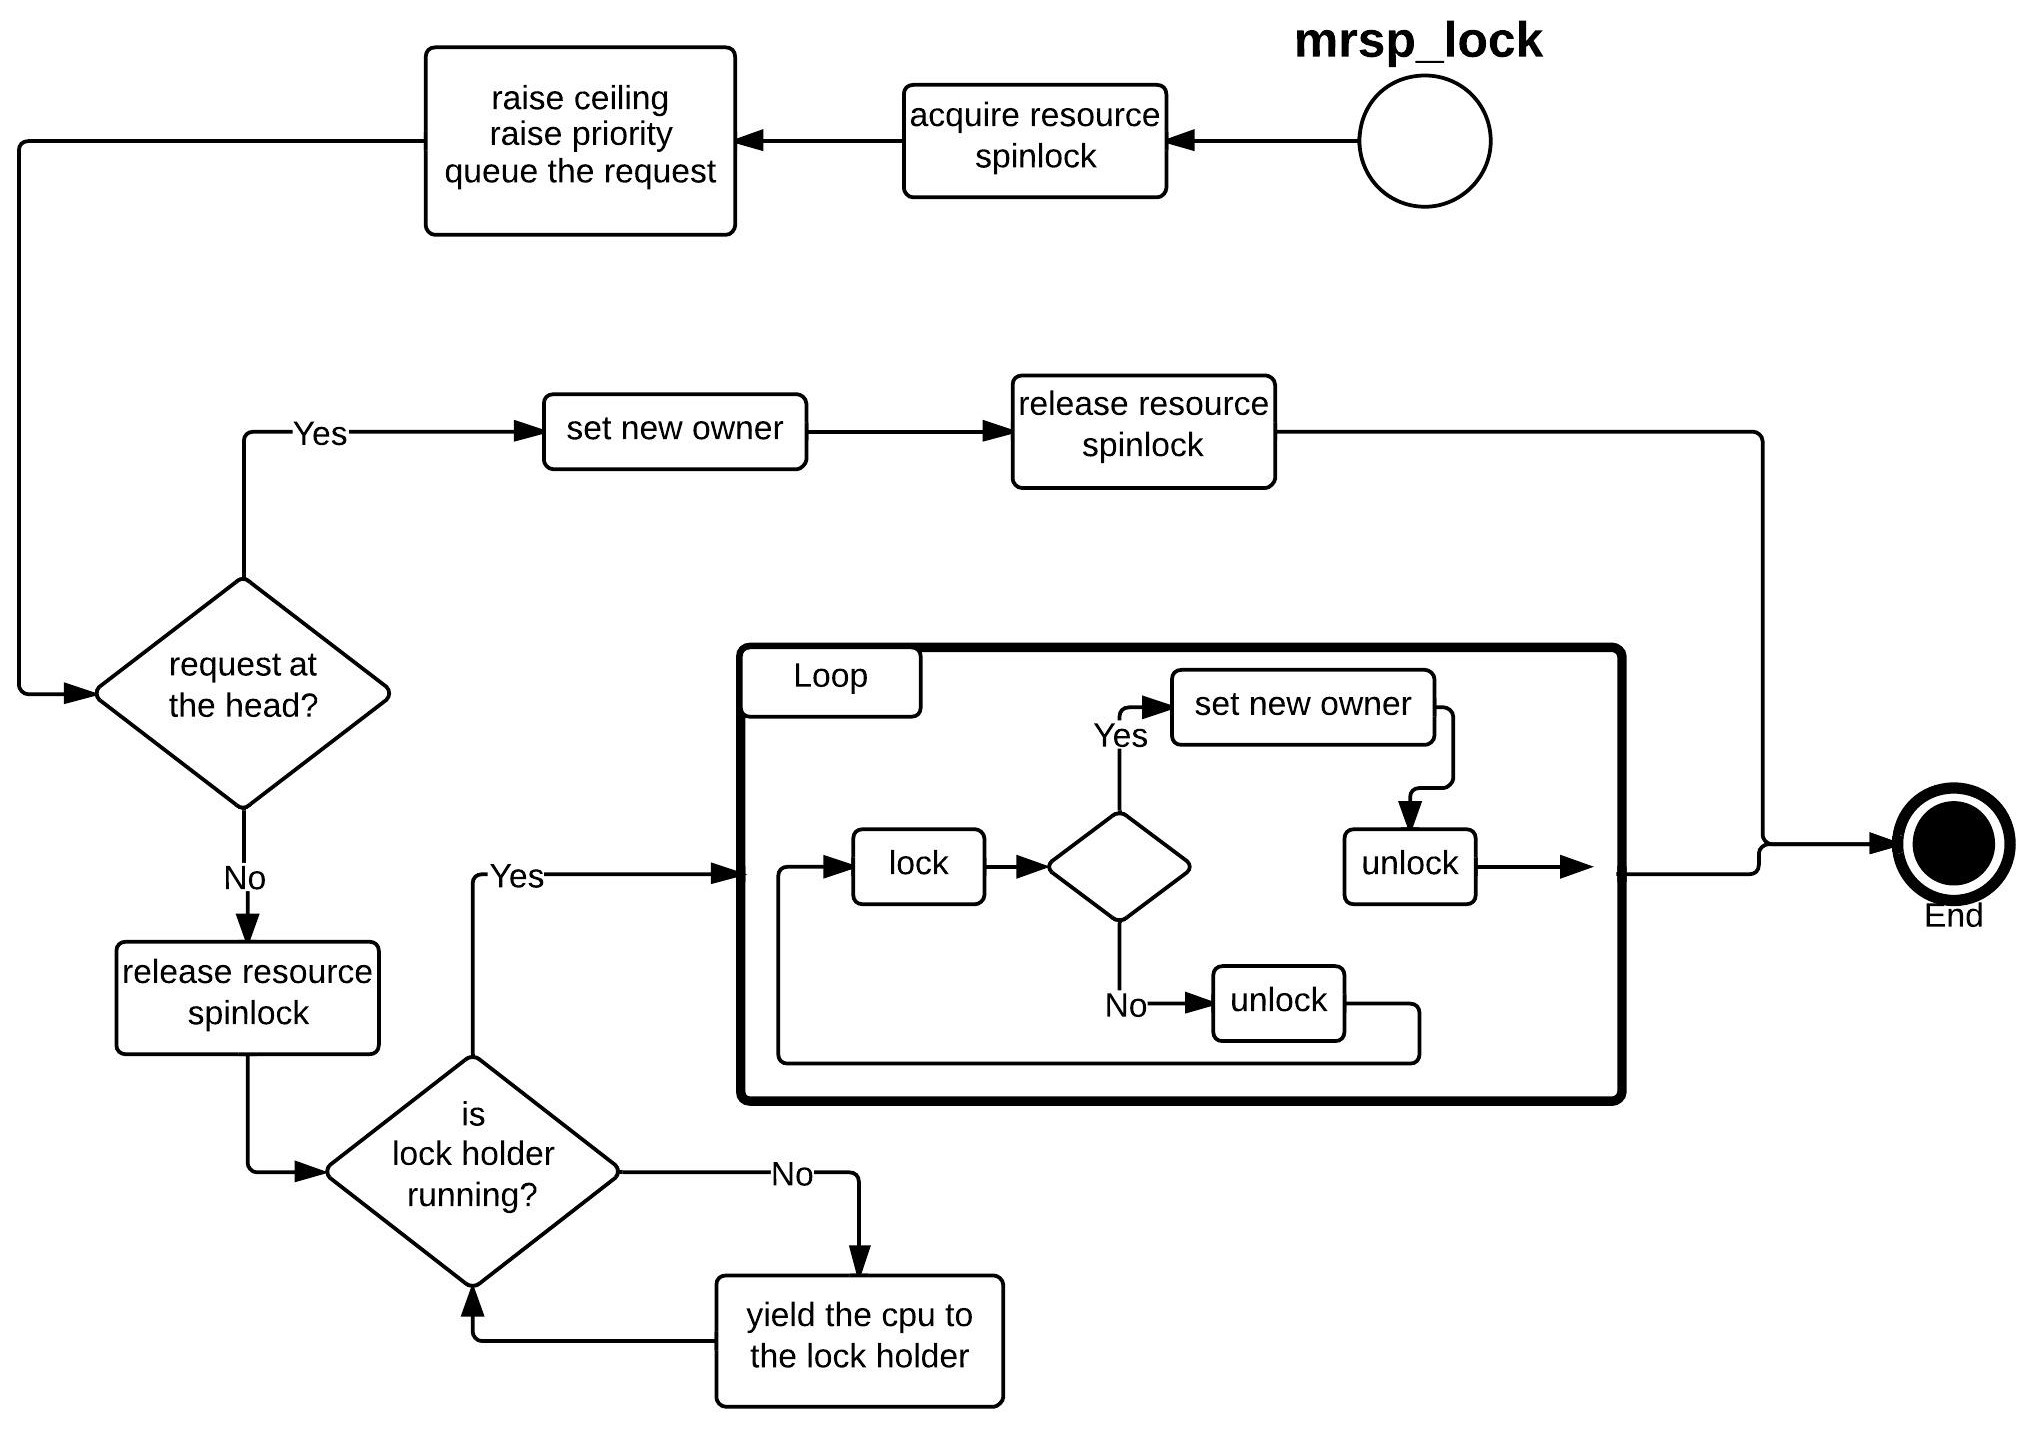 mrsp_lock
acquire resource
spinlock
raise ceiling
raise priority
queue the request
request at
the head?
Yes
set new owner
release resource
spinlock
No
release resource
spinlock
is
lock holder
running?
No
yield the cpu to
the lock holder
Yes
Loop
lock
Yes
set new owner
unlock
No
unlock
End